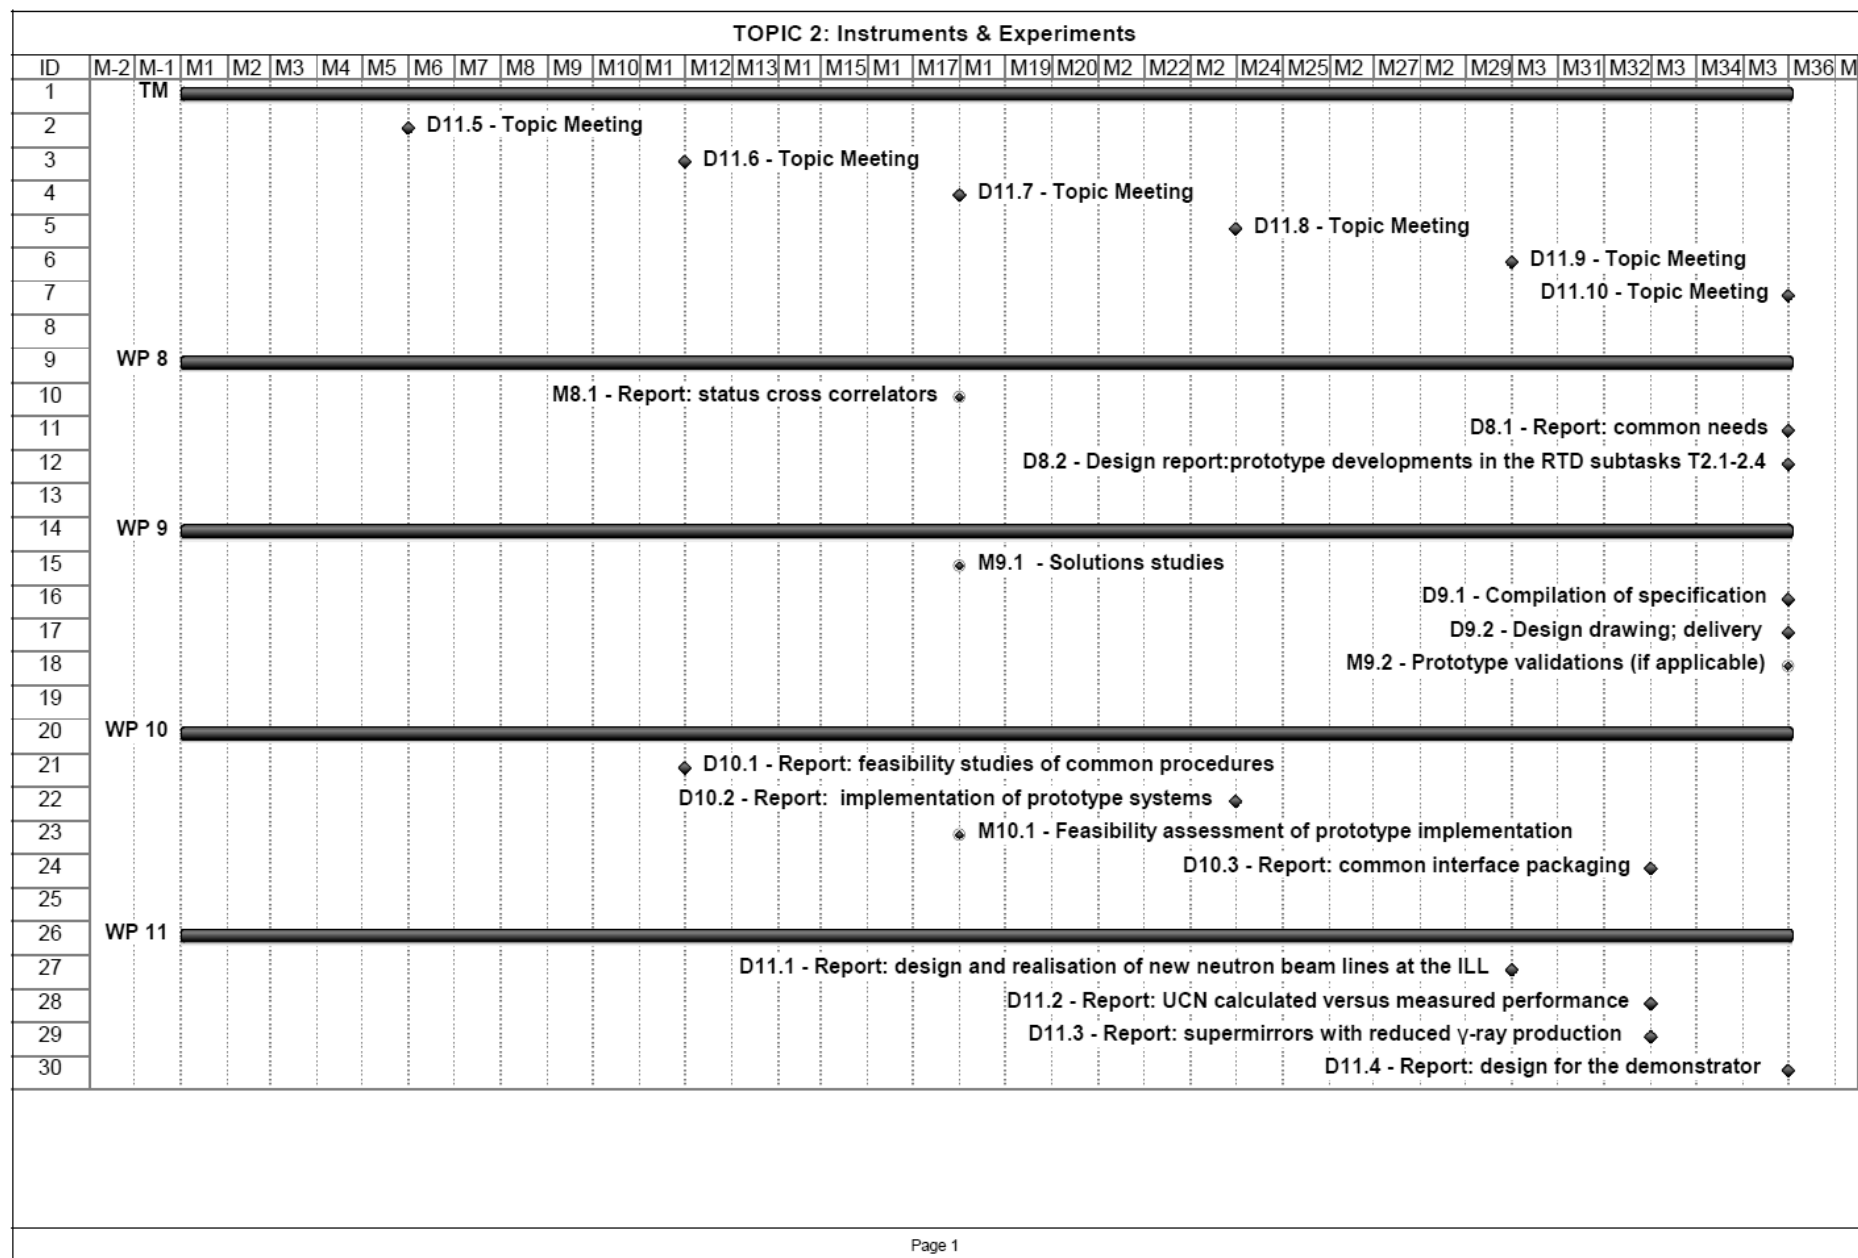 TOPIC 2: Instruments & Experiments
ID M-2 M-1 M1 M2 M3 M4 M5 M6 M7 M8 M9 M10 M1 M12 M13 M1 M15 M1 M17 M1 M19 M20 M2 M22 M2 M24 M25 M2 M27 M2 M29 M3 M31 M32 M3 M34 M3 M36 M
1 TM
2 D11.5 - Topic Meeting
3 D11.6 - Topic Meeting
4 D11.7 - Topic Meeting
5 D11.8 - Topic Meeting
6 D11.9 - Topic Meeting
7 D11.10 - Topic Meeting
8
9 WP 8
10 M8.1 - Report: status cross correlators
11 D8.1 - Report: common needs
12 D8.2 - Design report:prototype developments in the RTD subtasks T2.1-2.4
13
14 WP 9
15 M9.1 - Solutions studies
16 D9.1 - Compilation of specification
17 D9.2 - Design drawing; delivery
18 M9.2 - Prototype validations (if applicable)
19
20 WP 10
21 D10.1 - Report: feasibility studies of common procedures
22 D10.2 - Report: implementation of prototype systems
23 M10.1 - Feasibility assessment of prototype implementation
24 D10.3 - Report: common interface packaging
25
26 WP 11
27 D11.1 - Report: design and realisation of new neutron beam lines at the ILL
28 D11.2 - Report: UCN calculated versus measured performance
29 D11.3 - Report: supermirrors with reduced γ-ray production
30 D11.4 - Report: design for the demonstrator
Page 1